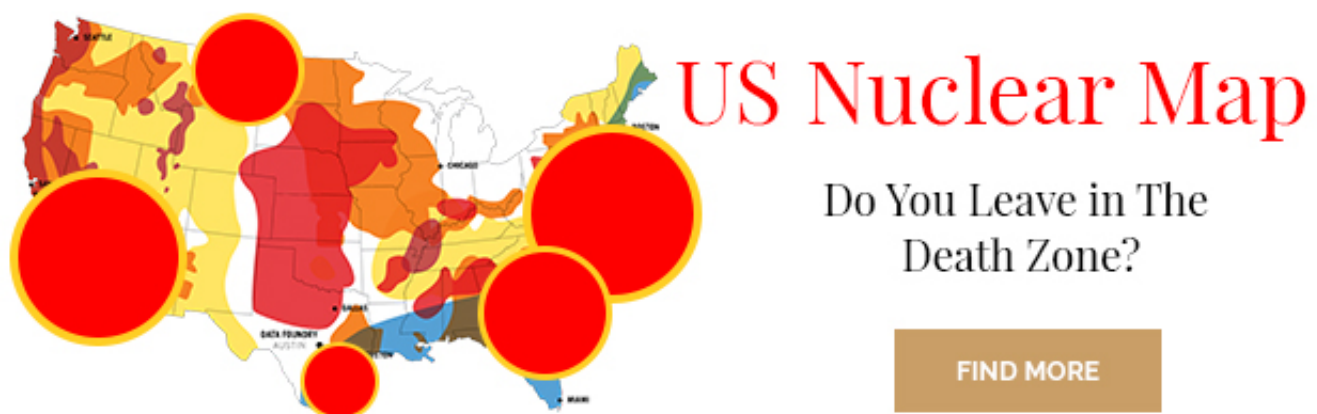 SEATTLE
US Nuclear Map
BOSTON
CHICAGO
Do You Leave in The
Death Zone?
DALLAS
DATA FOUNDRY
AUSTIN
FIND MORE
MIAMI